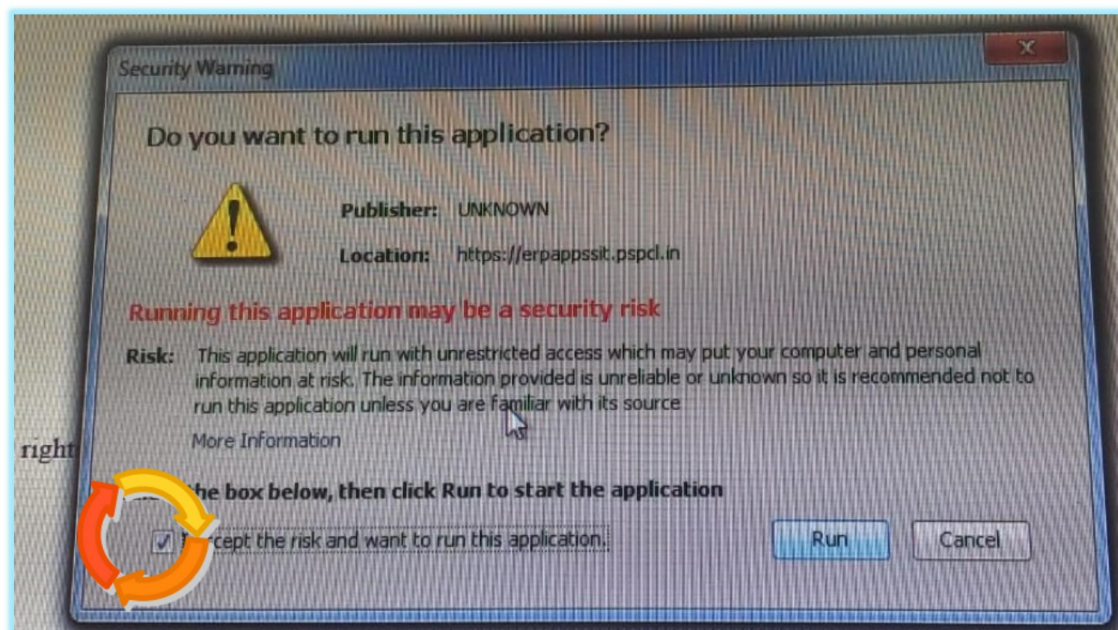 Security Warning
Do you want to run this application?
Publisher: UNKNOWN
Location: https://erpappssit.pspcl.in
Running this application may be a security risk
Risk: This application will run with unrestricted access which may put your computer and personal
information at risk. The information provided is unreliable or unknown so it is recommended not to
run this application unless you are familiar with its source
More Information
right
the box below, then click Run to start the application
accept the risk and want to run this application.
Run Cancel